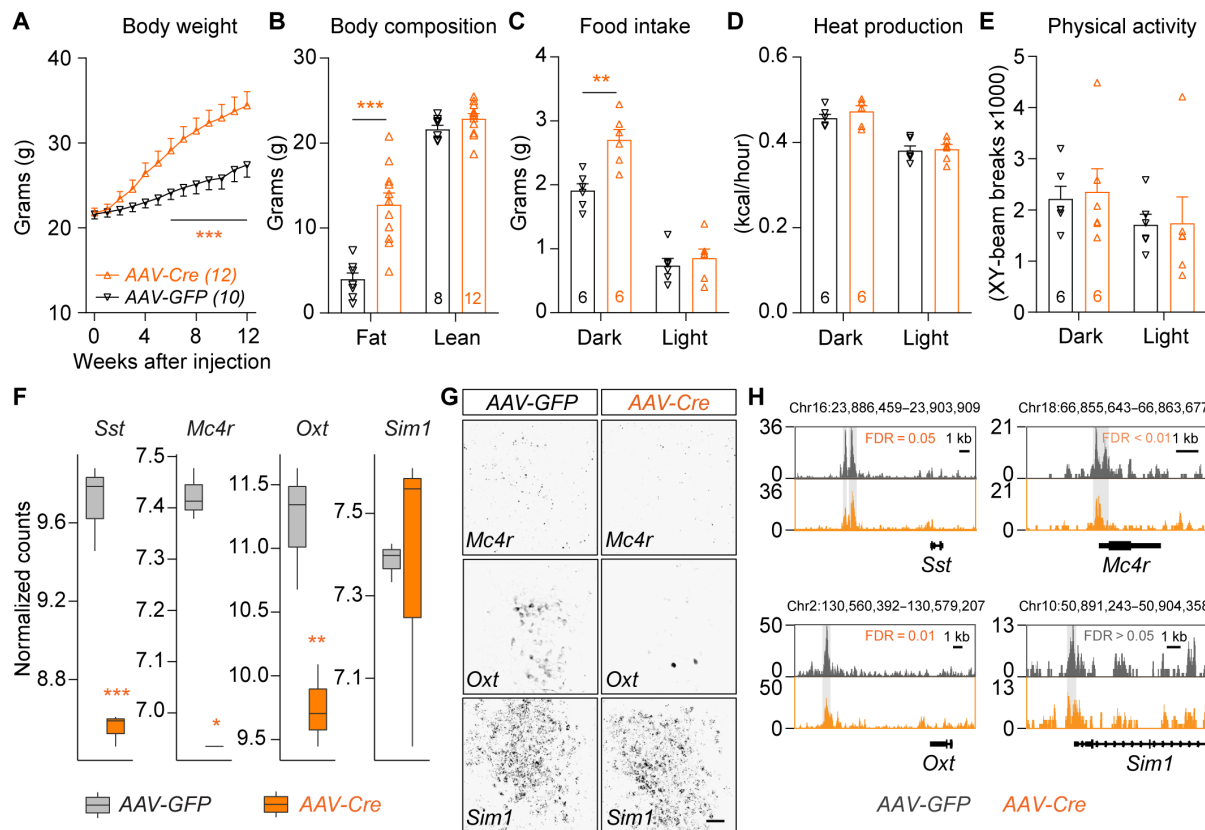 A Body weight
Grams (g)
40
30
20
10
AAV-Cre (12)
AAV-GFP (10)
***
0 4 8 12
Weeks after injection
B Body composition
Grams (g)
30
20
10
0
***
8 12
Fat Lean
C Food intake
Grams (g)
4
3
2
1
0
**
6 6
Dark Light
D Heat production
(kcal/hour)
0.6
0.4
0.2
0.0
6 6
Dark Light
E Physical activity
(XY-beam breaks ×1000)
5
4
3
2
1
0
6 6
Dark Light
F
Normalized counts
Sst
9.6
9.2
8.8
***
Mc4r
7.5
7.4
7.3
7.2
7.1
7.0
*
Oxt
11.5
11.0
10.5
10.0
9.5
**
Sim1
7.5
7.3
7.1
AAV-GFP AAV-Cre
G
AAV-GFP AAV-Cre
Mc4r Mc4r
Oxt Oxt
Sim1 Sim1
H
Chr16:23,886,459–23,903,909
36
FDR = 0.05 1 kb
0
36
0
Sst
Chr18:66,855,643–66,863,677
21
FDR < 0.01 1 kb
0
21
0
Mc4r
Chr2:130,560,392–130,579,207
50
FDR = 0.01 1 kb
0
50
0
Oxt
Chr10:50,891,243–50,904,358
13
FDR > 0.05 1 kb
0
13
0
Sim1
AAV-GFP AAV-Cre